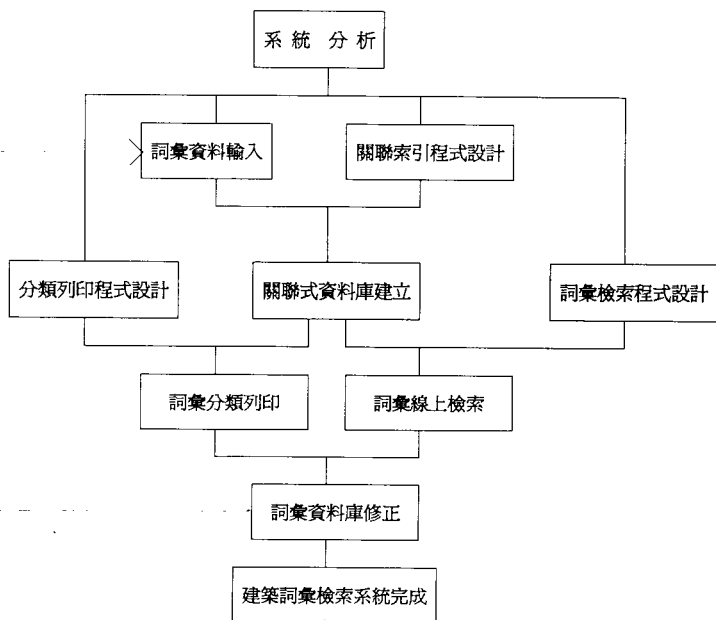 系統 分析
詞彙資料輸入
關聯索引程式設計
分類列印程式設計
關聯式資料庫建立
詞彙檢索程式設計
詞彙分類列印
詞彙線上檢索
詞彙資料庫修正
建築詞彙檢索系統完成